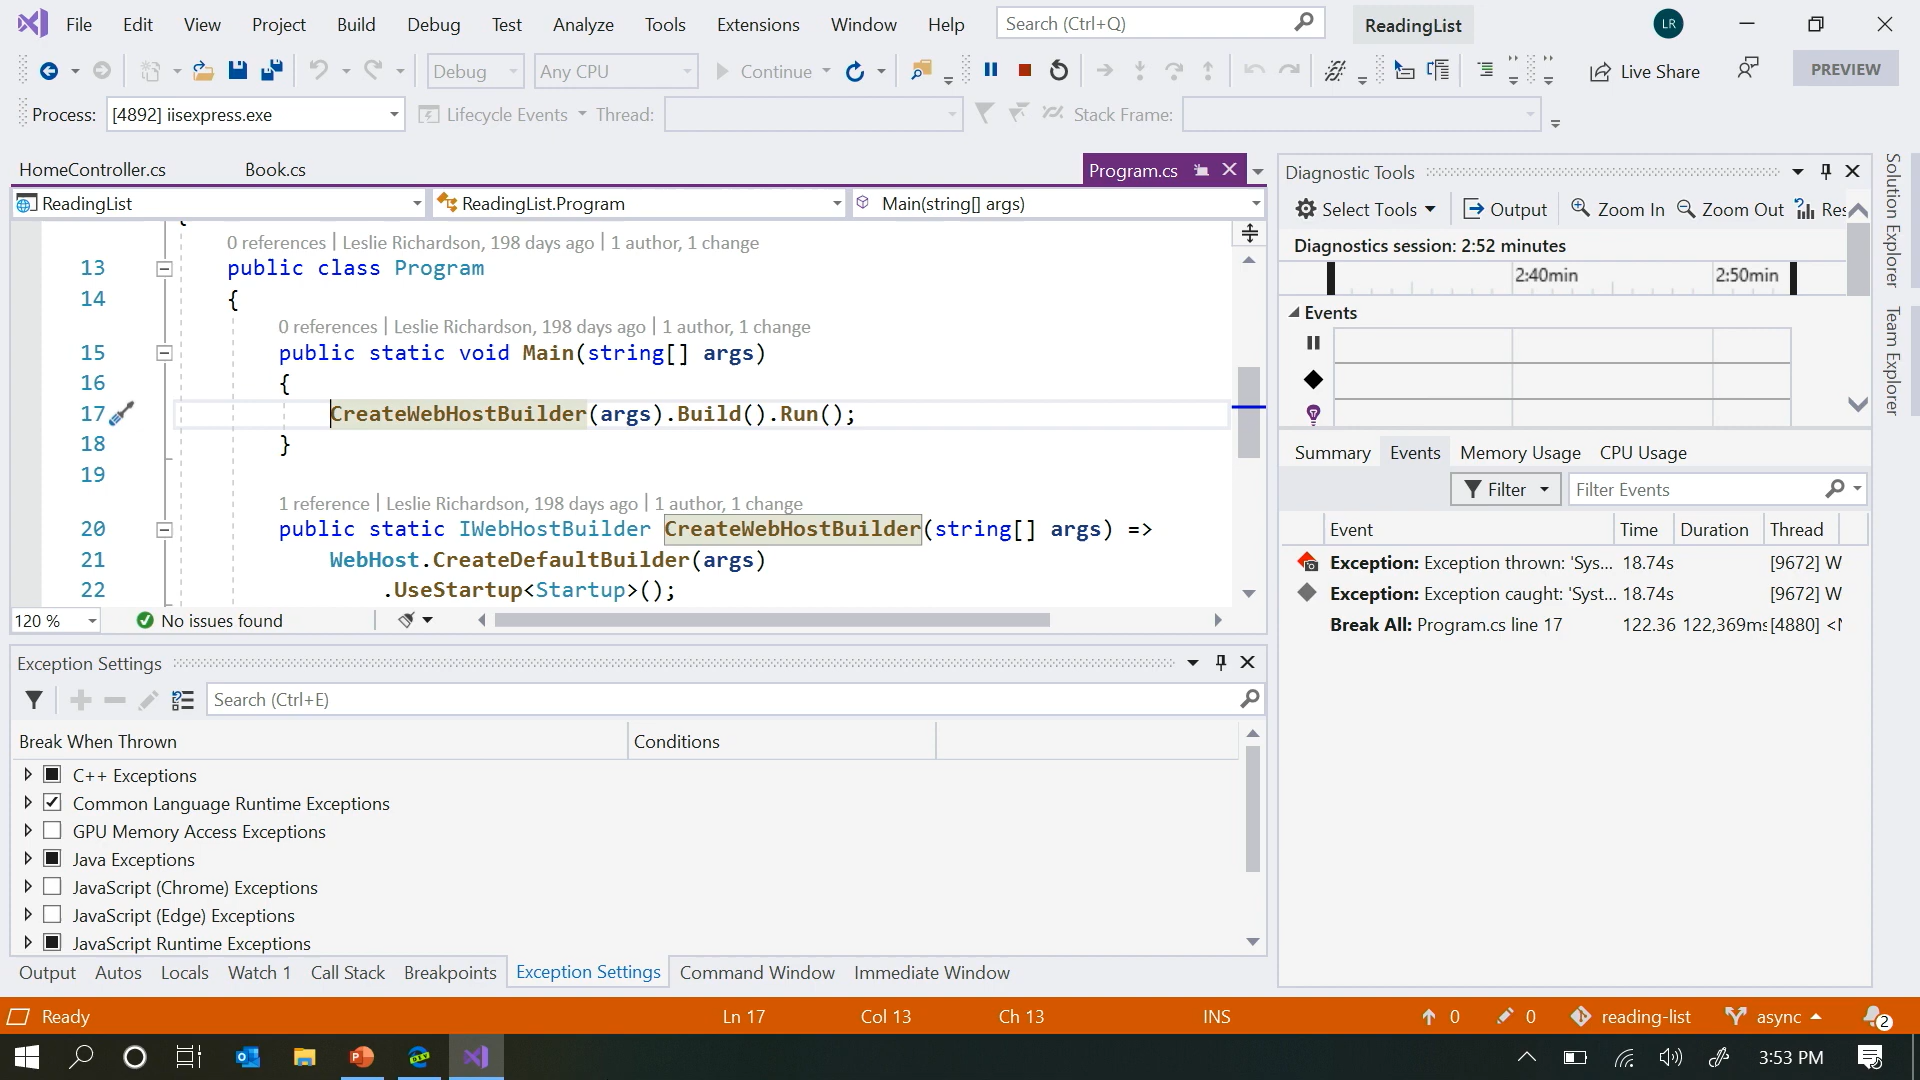 File Edit View Project Build Debug Test Analyze Tools Extensions Window Help Search (Ctrl+Q) ReadingList LR
Debug Any CPU Continue Live Share PREVIEW
Process: [4892] iisexpress.exe Lifecycle Events Thread: Stack Frame:
HomeController.cs Book.cs Program.cs
ReadingList ReadingList.Program Main(string[] args)
{
0 references | Leslie Richardson, 198 days ago | 1 author, 1 change
13 public class Program
14 {
0 references | Leslie Richardson, 198 days ago | 1 author, 1 change
15 public static void Main(string[] args)
16 {
17 CreateWebHostBuilder(args).Build().Run();
18 }
19
1 reference | Leslie Richardson, 198 days ago | 1 author, 1 change
20 public static IWebHostBuilder CreateWebHostBuilder(string[] args) =>
21 WebHost.CreateDefaultBuilder(args)
22 .UseStartup<Startup>();
120 % No issues found
Exception Settings
Search (Ctrl+E)
Break When Thrown Conditions
C++ Exceptions
Common Language Runtime Exceptions
GPU Memory Access Exceptions
Java Exceptions
JavaScript (Chrome) Exceptions
JavaScript (Edge) Exceptions
JavaScript Runtime Exceptions
Output Autos Locals Watch 1 Call Stack Breakpoints Exception Settings Command Window Immediate Window
Diagnostic Tools
Select Tools Output Zoom In Zoom Out Res
Diagnostics session: 2:52 minutes
2:40min 2:50min
Events
Summary Events Memory Usage CPU Usage
Filter Filter Events
Event Time Duration Thread
Exception: Exception thrown: 'Sys... 18.74s [9672] W
Exception: Exception caught: 'Syst... 18.74s [9672] W
Break All: Program.cs line 17 122.36 122,369ms [4880] <N
Solution Explorer
Team Explorer
Ready Ln 17 Col 13 Ch 13 INS 0 0 reading-list async 2
DEV 3:53 PM 3